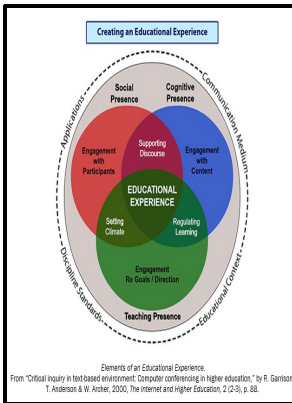 Creating an Educational Experience
Social
Presence
Cognitive
Presence
Applications
Communication Medium
Supporting
Discourse
Engagement
with
Participants
Engagement
with
Content
EDUCATIONAL
EXPERIENCE
Setting
Climate
Regulating
Learning
Engagement
Re Goals / Direction
Teaching Presence
Discipline Standards
Educational Context
Elements of an Educational Experience.
From "Critical inquiry in text-based environment: Computer conferencing in higher education," by R. Garrison,
T. Anderson & W. Archer, 2000, The Internet and Higher Education, 2 (2-3), p. 88.